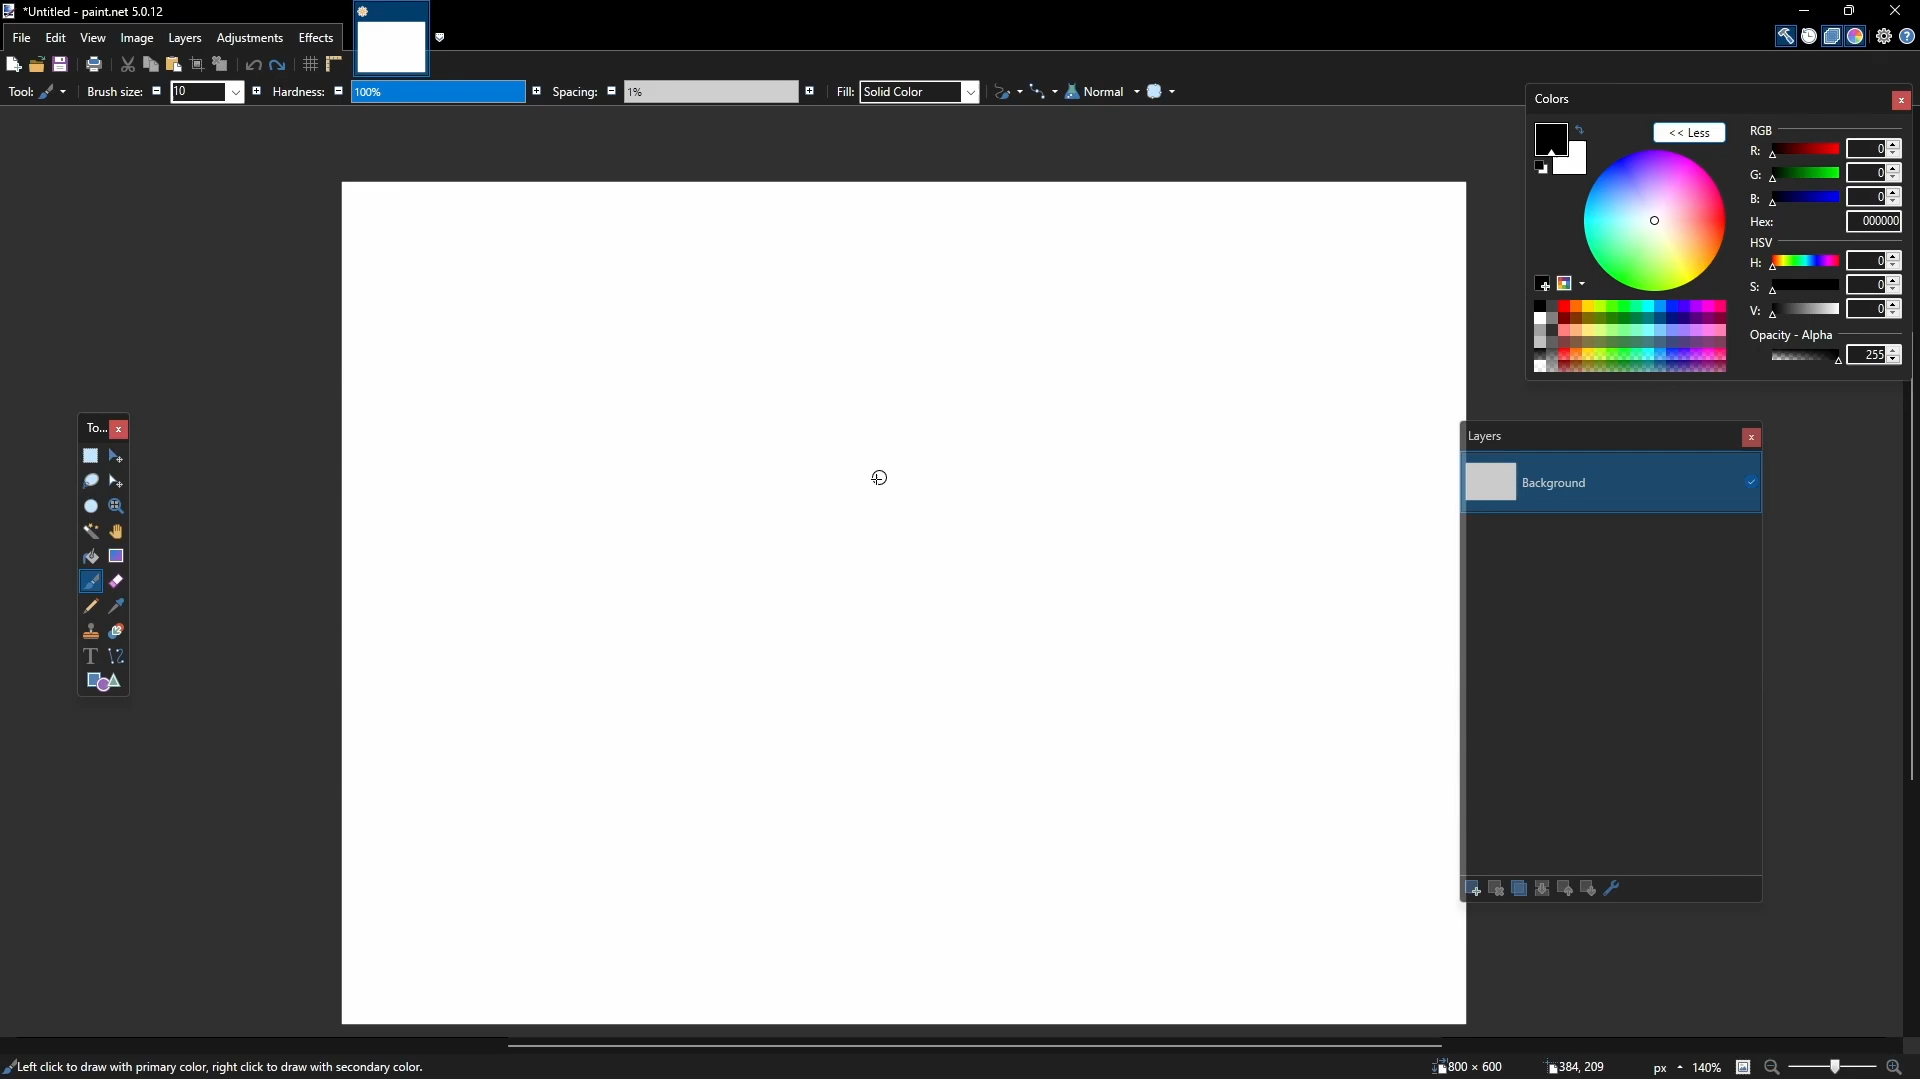 *Untitled - paint.net 5.0.12
File Edit View Image Layers Adjustments Effects
Tool: Brush size: 10 Hardness: 100% Spacing: 1% Fill: Solid Color Normal
Colors
<< Less
RGB
R: 0
G: 0
B: 0
Hex: 000000
HSV
H: 0
S: 0
V: 0
Opacity - Alpha
255
To...
Layers
Background
Left click to draw with primary color, right click to draw with secondary color.
800 × 600
384, 209
px
140%